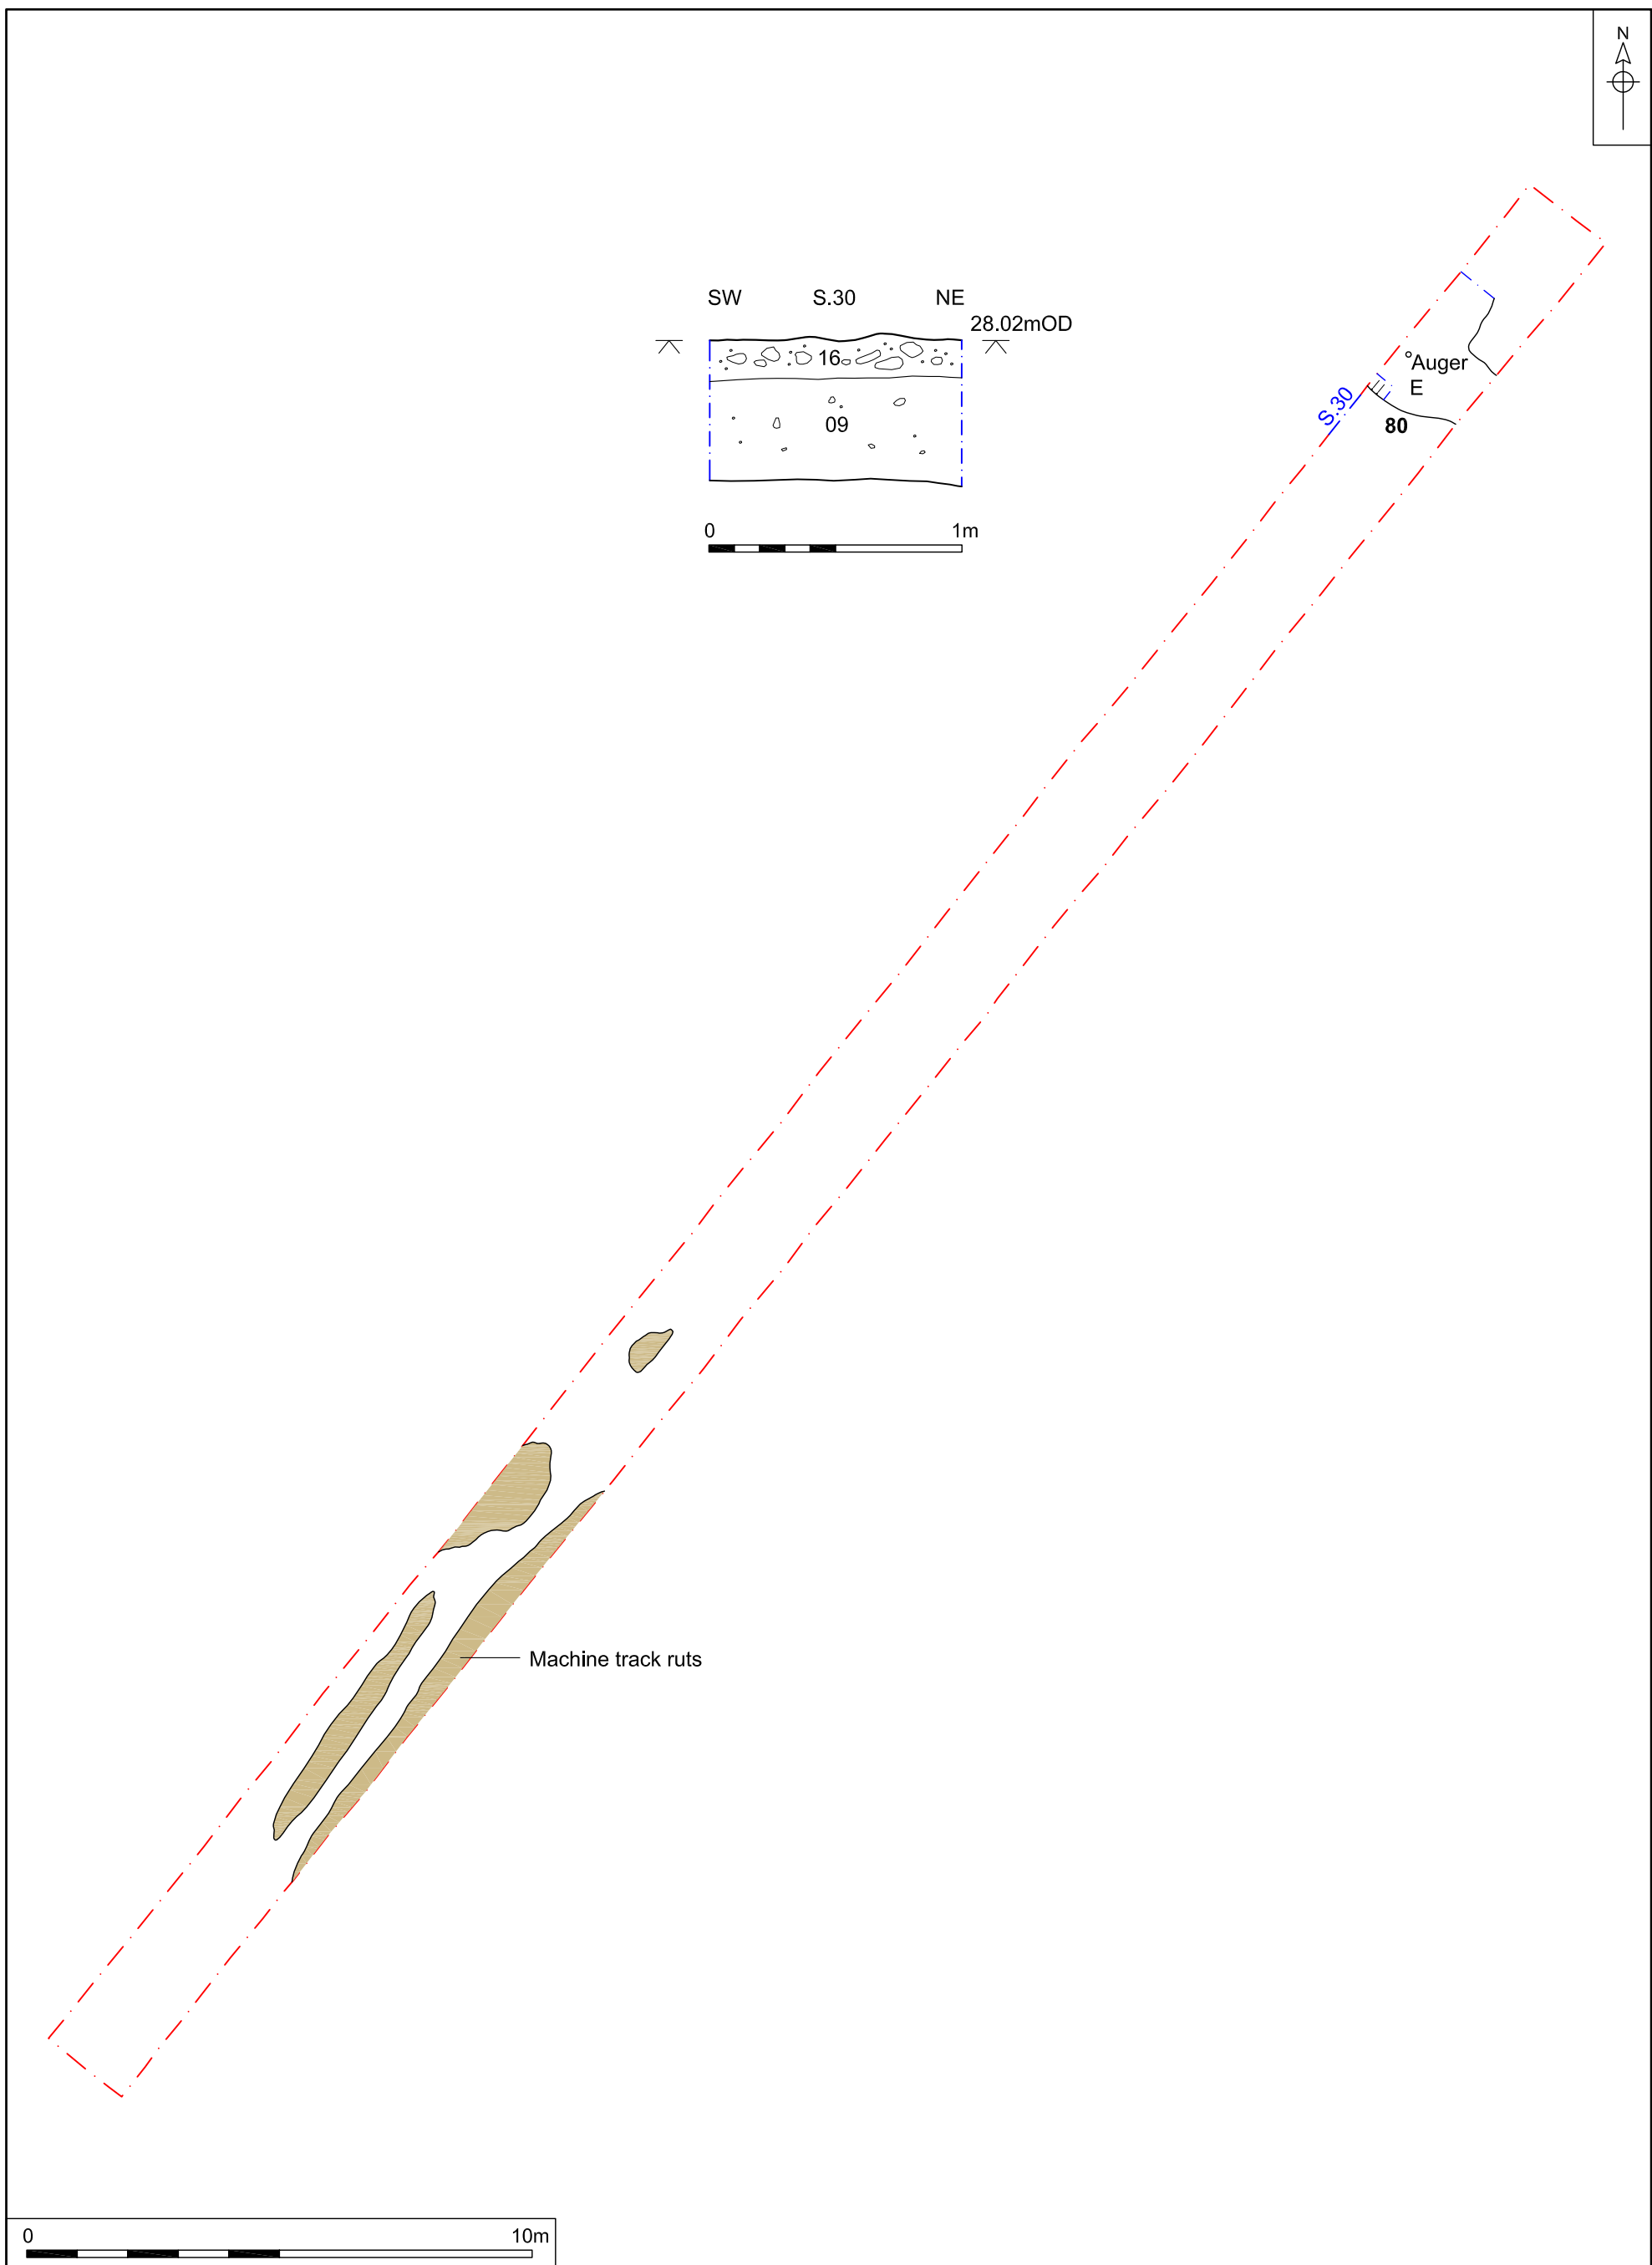 N
SW S.30 NE
28.02mOD
16
09
0 1m
Auger
E
S.30
80
Machine track ruts
0 10m